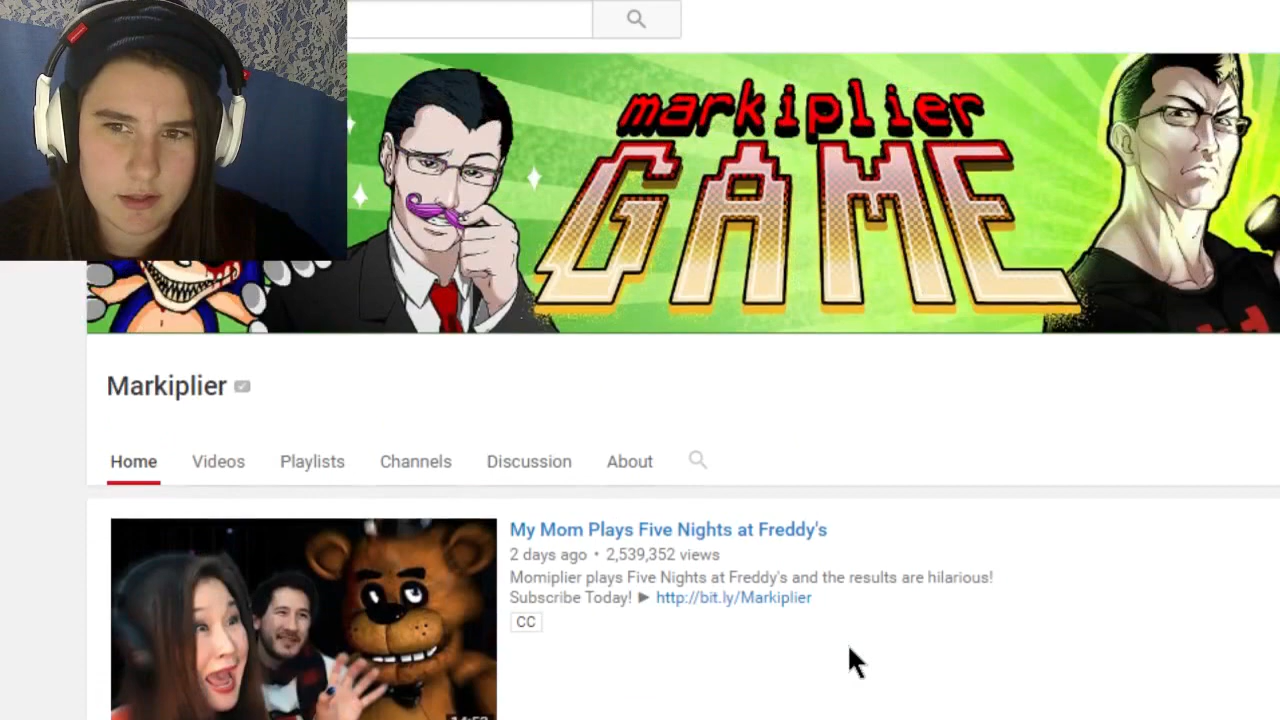 markiplier
GAME
Markiplier
Home Videos Playlists Channels Discussion About
My Mom Plays Five Nights at Freddy's
2 days ago • 2,539,352 views
Momiplier plays Five Nights at Freddy's and the results are hilarious!
Subscribe Today! ► http://bit.ly/Markiplier
CC